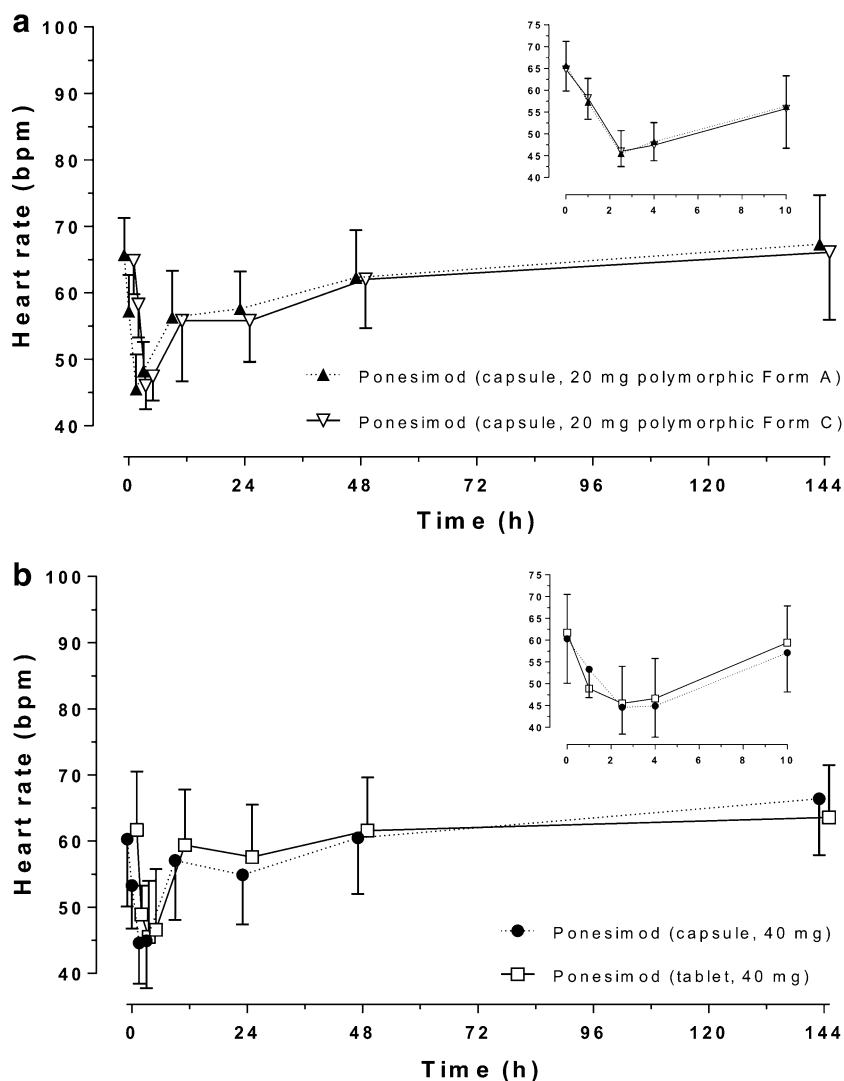 a
100
90
80
70
60
50
40
Heart rate (bpm)
75
70
65
60
55
50
45
40
0 2 4 6 8 10
Ponesimod (capsule, 20 mg polymorphic Form A)
Ponesimod (capsule, 20 mg polymorphic Form C)
0 24 48 72 96 120 144
Time (h)
b
100
90
80
70
60
50
40
Heart rate (bpm)
75
70
65
60
55
50
45
40
0 2 4 6 8 10
Ponesimod (capsule, 40 mg)
Ponesimod (tablet, 40 mg)
0 24 48 72 96 120 144
Time (h)